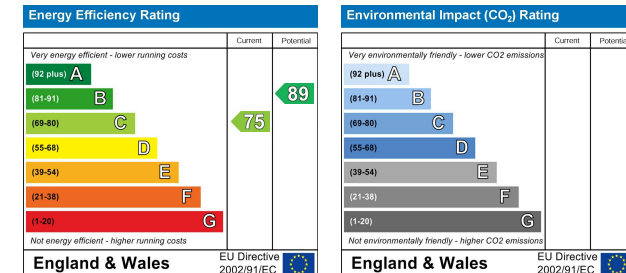 Energy Efficiency Rating
Current Potential
Very energy efficient - lower running costs
(92 plus) A
(81-91) B
89
(69-80) C
75
(55-68) D
(39-54) E
(21-38) F
(1-20) G
Not energy efficient - higher running costs
England & Wales
EU Directive
2002/91/EC
Environmental Impact (CO₂) Rating
Current Potential
Very environmentally friendly - lower CO2 emissions
(92 plus) A
(81-91) B
(69-80) C
(55-68) D
(39-54) E
(21-38) F
(1-20) G
Not environmentally friendly - higher CO2 emissions
England & Wales
EU Directive
2002/91/EC